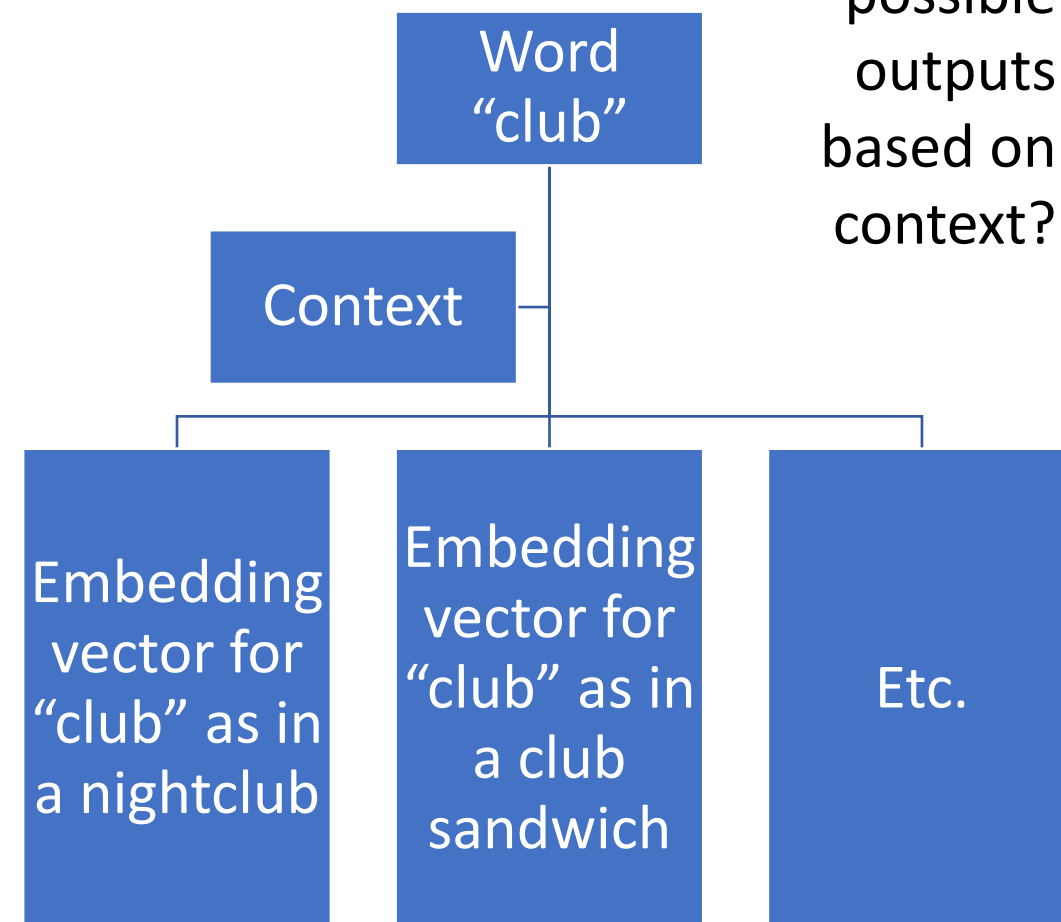 Word
“club”
possible
outputs
based on
context?
Context
Embedding
vector for
“club” as in
a nightclub
Embedding
vector for
“club” as in
a club
sandwich
Etc.